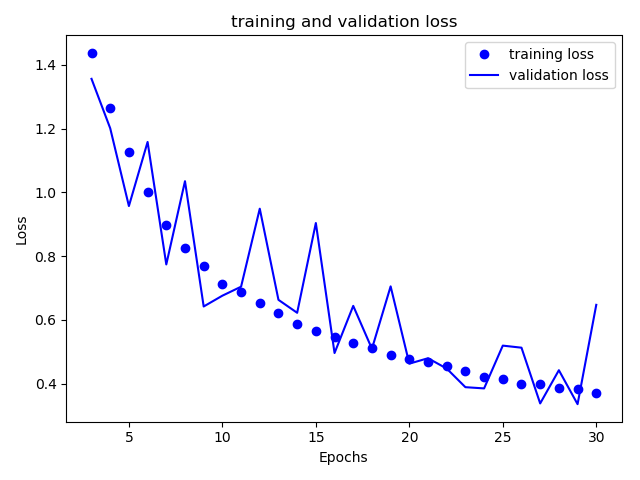 training and validation loss
training loss
validation loss
Loss
1.4
1.2
1.0
0.8
0.6
0.4
5 10 15 20 25 30
Epochs